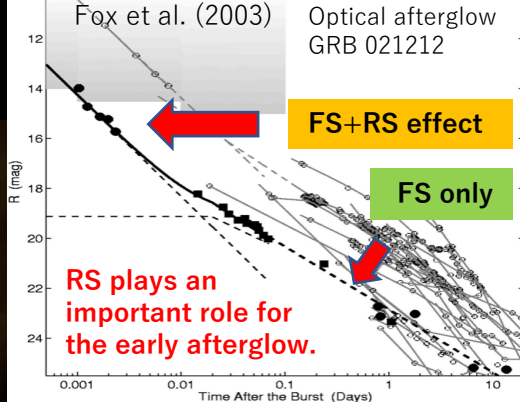 Fox et al. (2003)
Optical afterglow
GRB 021212
FS+RS effect
FS only
RS plays an
important role for
the early afterglow.
R (mag)
12
14
16
18
20
22
24
0.001
0.01
0.1
1
10
Time After the Burst (Days)